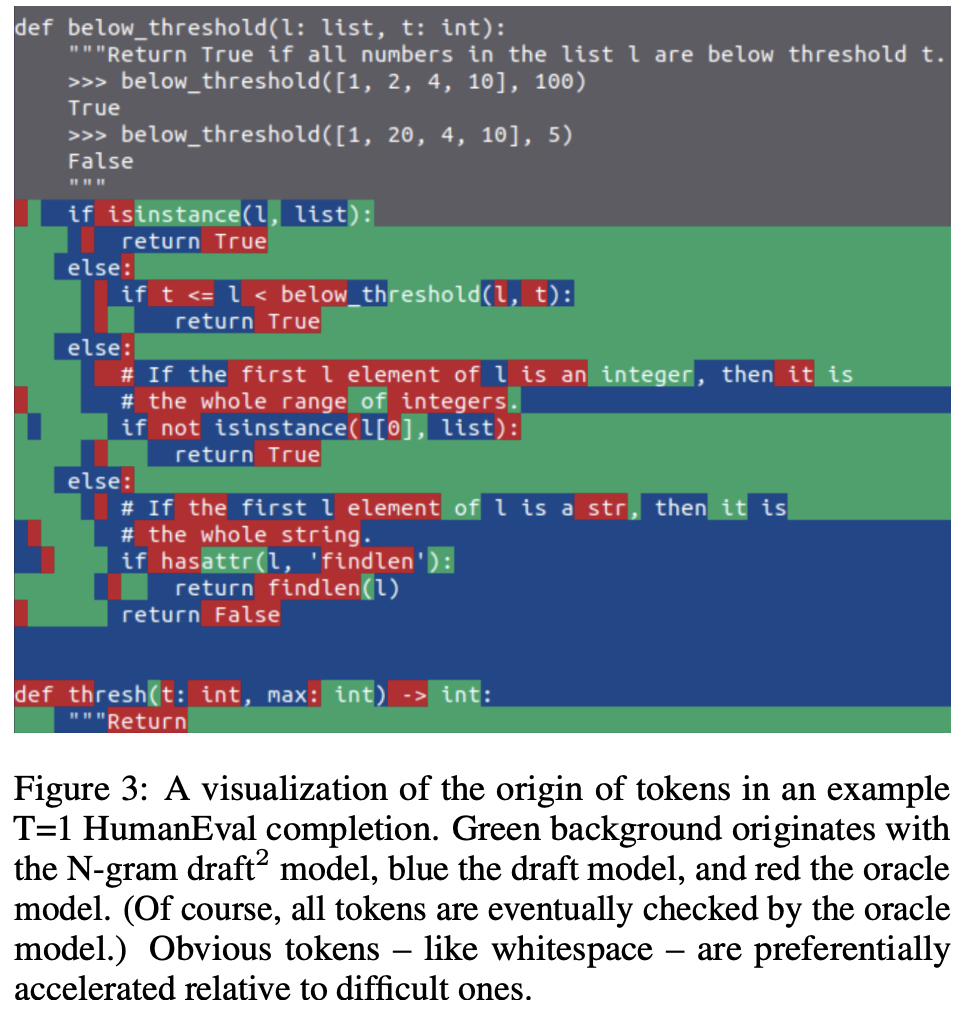 def below_threshold(l: list, t: int):
    """Return True if all numbers in the list l are below threshold t.
    >>> below_threshold([1, 2, 4, 10], 100)
    True
    >>> below_threshold([1, 20, 4, 10], 5)
    False
    """
    if isinstance(l, list):
        return True
    else:
        if t <= l < below_threshold(l, t):
            return True
    else:
        # If the first l element of l is an integer, then it is
        # the whole range of integers.
        if not isinstance(l[0], list):
            return True
    else:
        # If the first l element of l is a str, then it is
        # the whole string.
        if hasattr(l, 'findlen'):
            return findlen(l)
        return False
def thresh(t: int, max: int) -> int:
    """Return
Figure 3: A visualization of the origin of tokens in an example
T=1 HumanEval completion. Green background originates with
the N-gram draft² model, blue the draft model, and red the oracle
model. (Of course, all tokens are eventually checked by the oracle
model.) Obvious tokens – like whitespace – are preferentially
accelerated relative to difficult ones.